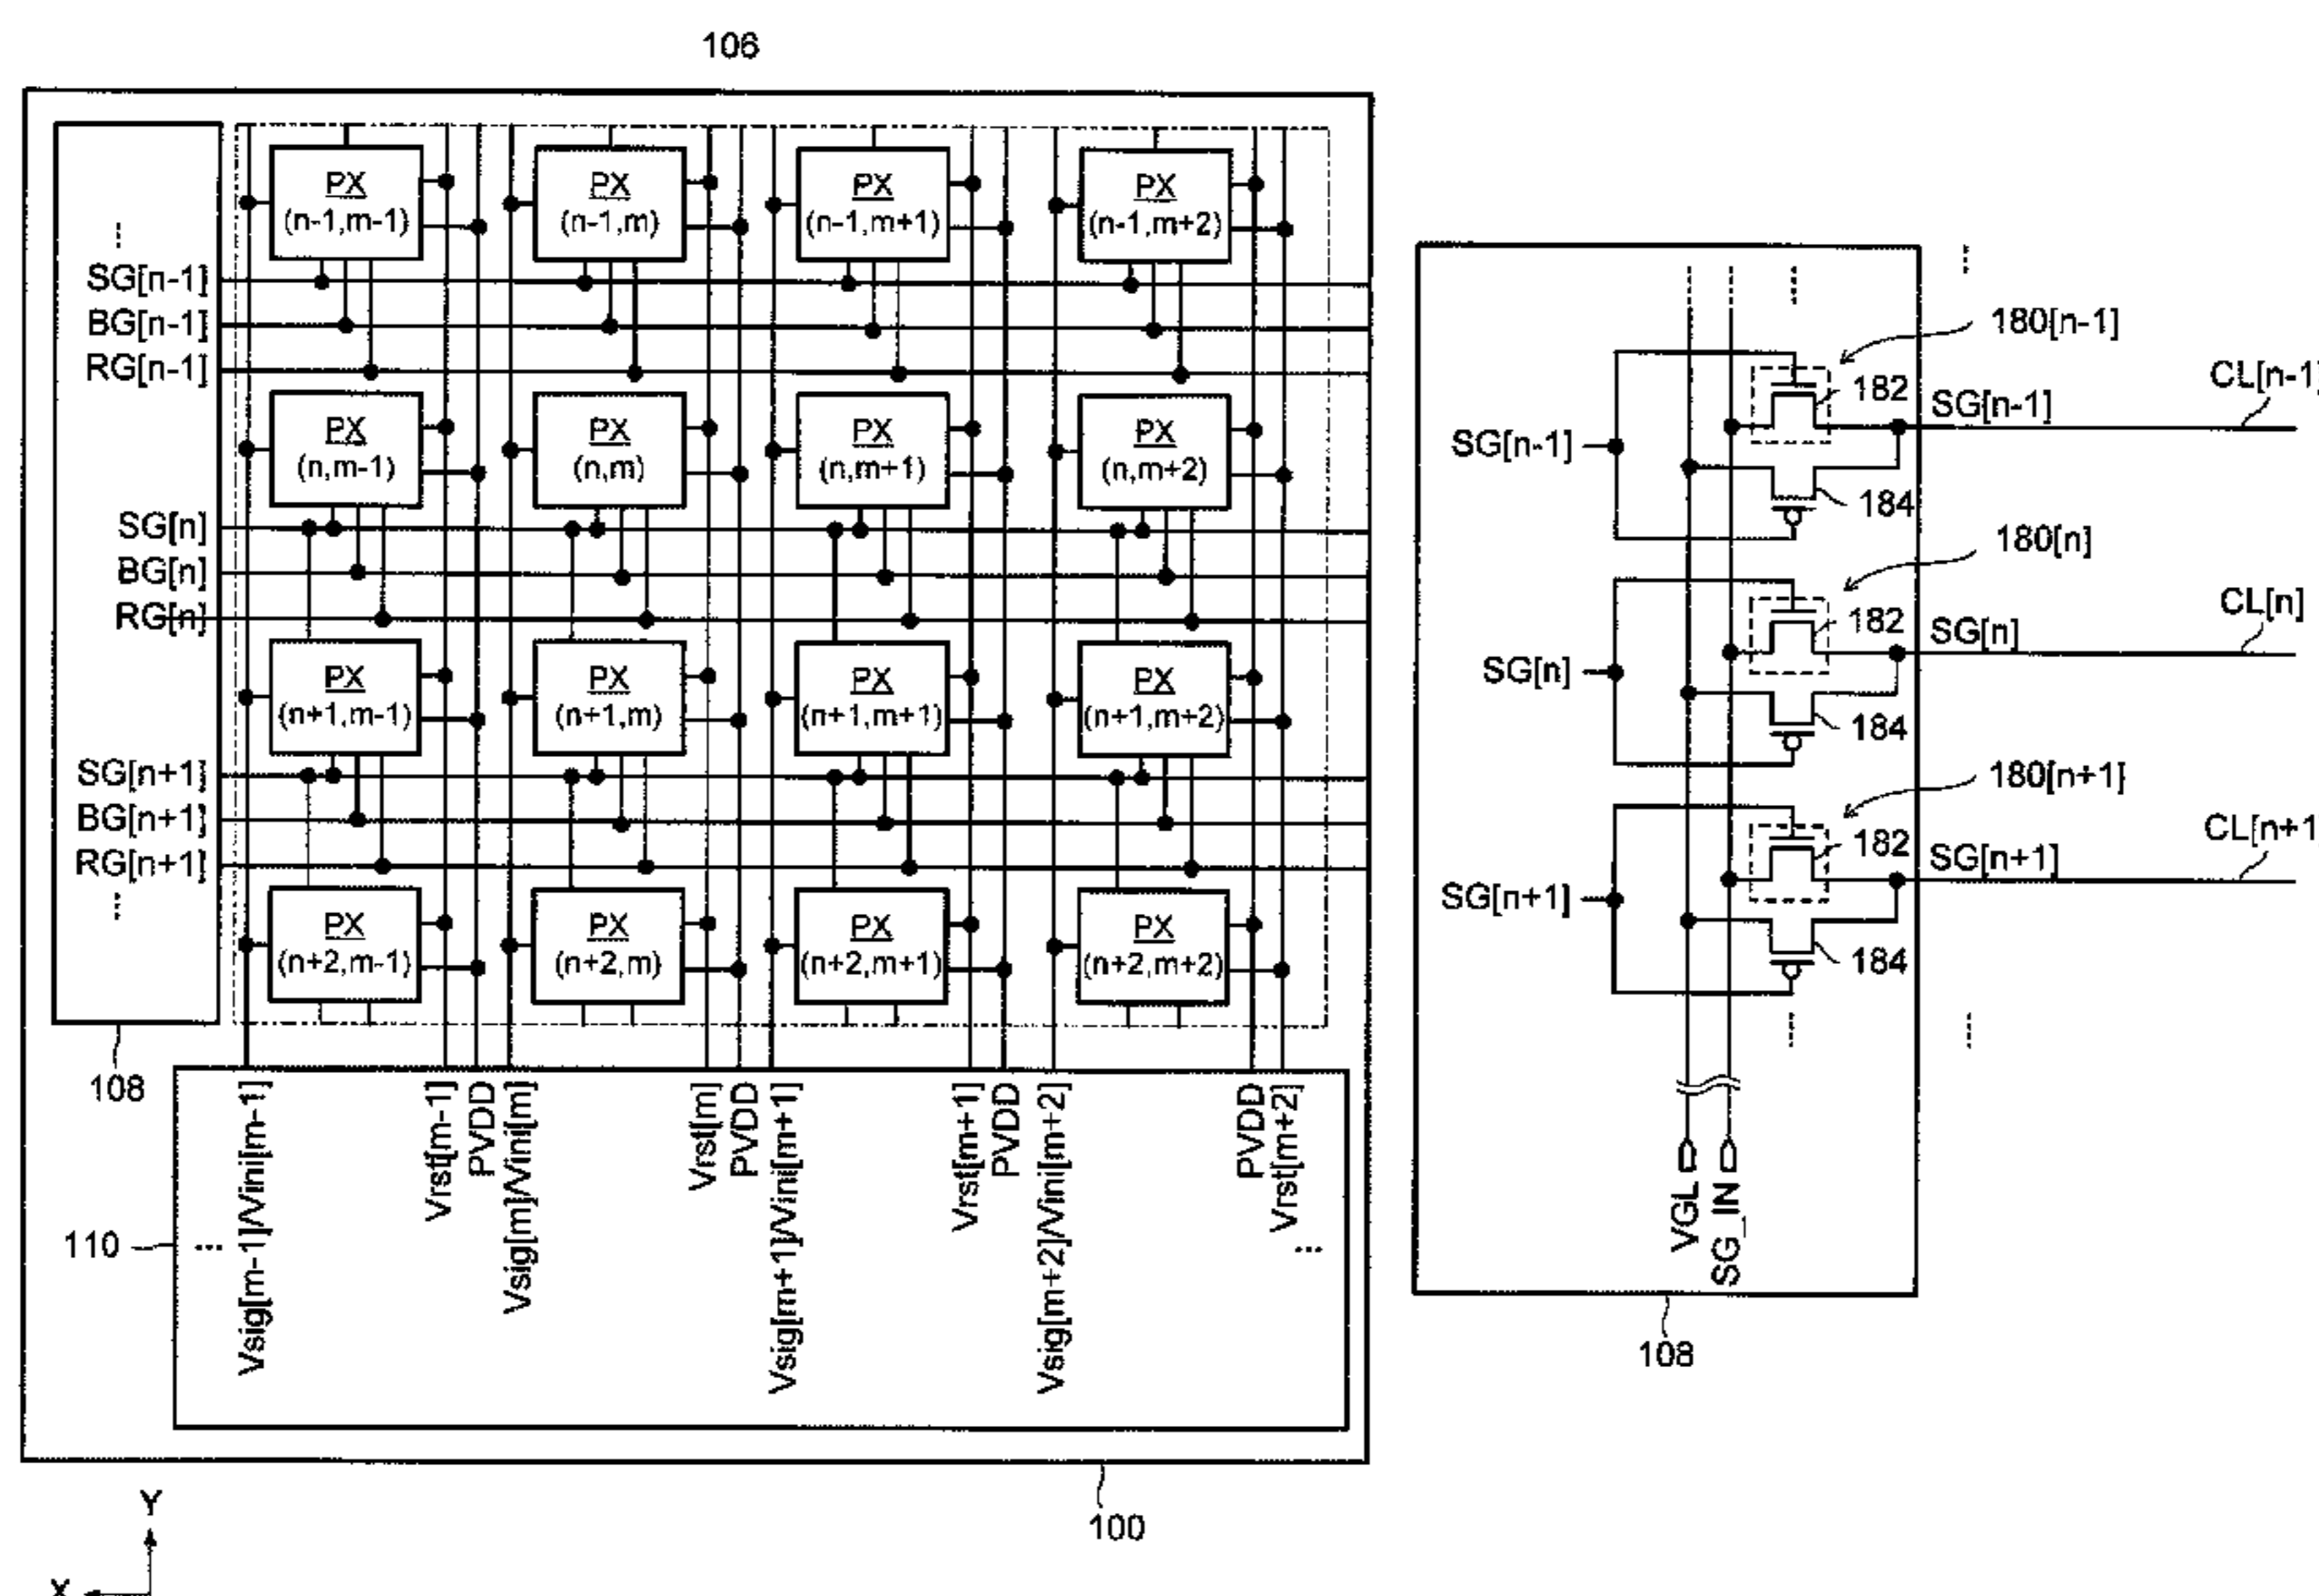 106
PX
(n-1,m-1)
PX
(n-1,m)
PX
(n-1,m+1)
PX
(n-1,m+2)
SG[n-1]
BG[n-1]
RG[n-1]
PX
(n,m-1)
PX
(n,m)
PX
(n,m+1)
PX
(n,m+2)
SG[n]
BG[n]
RG[n]
PX
(n+1,m-1)
PX
(n+1,m)
PX
(n+1,m+1)
PX
(n+1,m+2)
SG[n+1]
BG[n+1]
RG[n+1]
PX
(n+2,m-1)
PX
(n+2,m)
PX
(n+2,m+1)
PX
(n+2,m+2)
108
Vsig[m-1]/Vini[m-1]
Vrst[m-1]
PVDD
Vsig[m]/Vini[m]
Vrst[m]
PVDD
Vsig[m+1]/Vini[n+1]
Vrst[m+1]
PVDD
Vsig[m+2]/Vini[m+2]
PVDD
Vrst[m+2]
110
...
...
100
Y
X
180[n-1]
182
SG[n-1]
CL[n-1]
SG[n-1]
184
180[n]
182
SG[n]
CL[n]
SG[n]
184
180[n+1]
182
SG[n+1]
CL[n+1
SG[n+1]
184
VGL
SG_IN
108